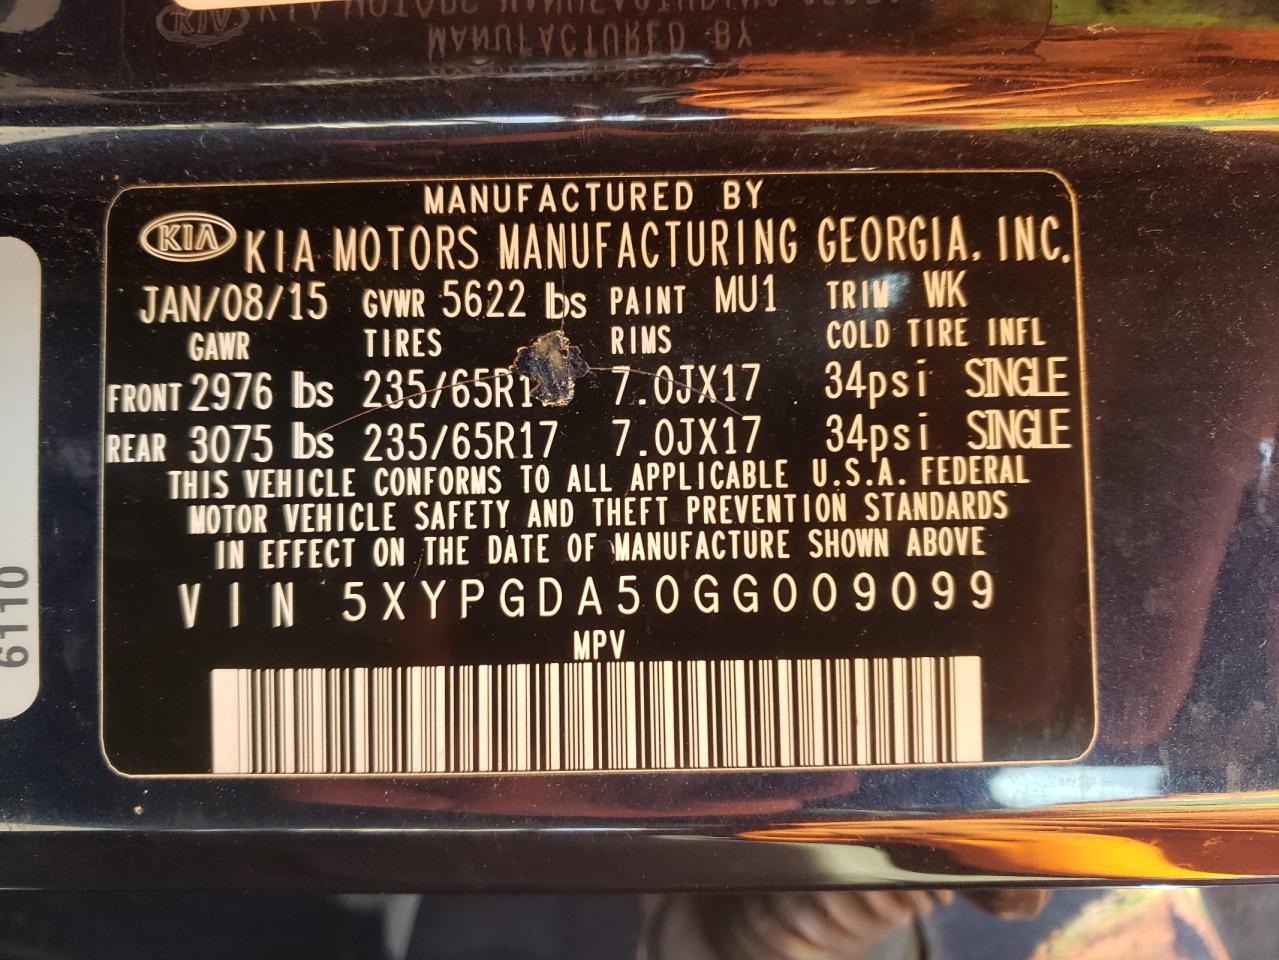 MANUFACTURED BY
KIA KIA MOTORS MANUFACTURING GEORGIA, INC.
JAN/08/15 GVWR 5622 lbs PAINT MU1 TRIM WK
GAWR TIRES RIMS COLD TIRE INFL
FRONT 2976 lbs 7.0JX17 34psi SINGLE
REAR 3075 lbs 235/65R17 7.0JX17 34psi SINGLE
THIS VEHICLE CONFORMS TO ALL APPLICABLE U.S.A. FEDERAL
MOTOR VEHICLE SAFETY AND THEFT PREVENTION STANDARDS
IN EFFECT ON THE DATE OF MANUFACTURE SHOWN ABOVE
VIN 5XYPGDA50GG009099
MPV
6110